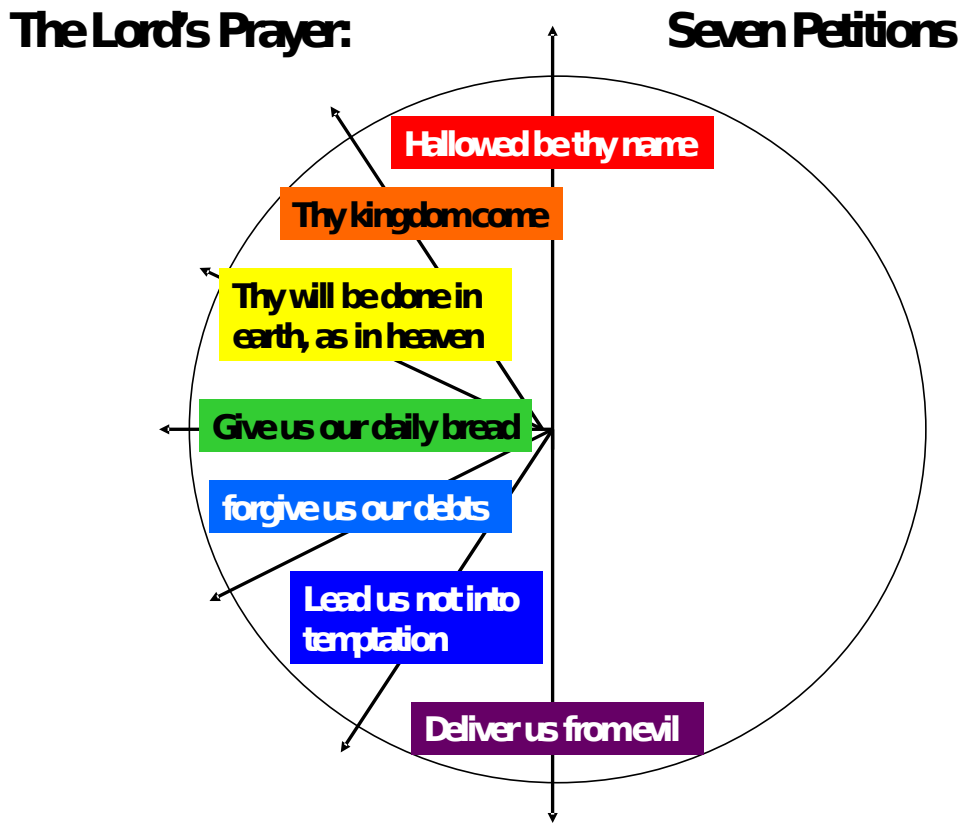 The Lord's Prayer:
Seven Petitions
Hallowed be thy name
Thy kingdom come
Thy will be done in
earth, as in heaven
Give us our daily bread
forgive us our debts
Lead us not into
temptation
Deliver us from evil